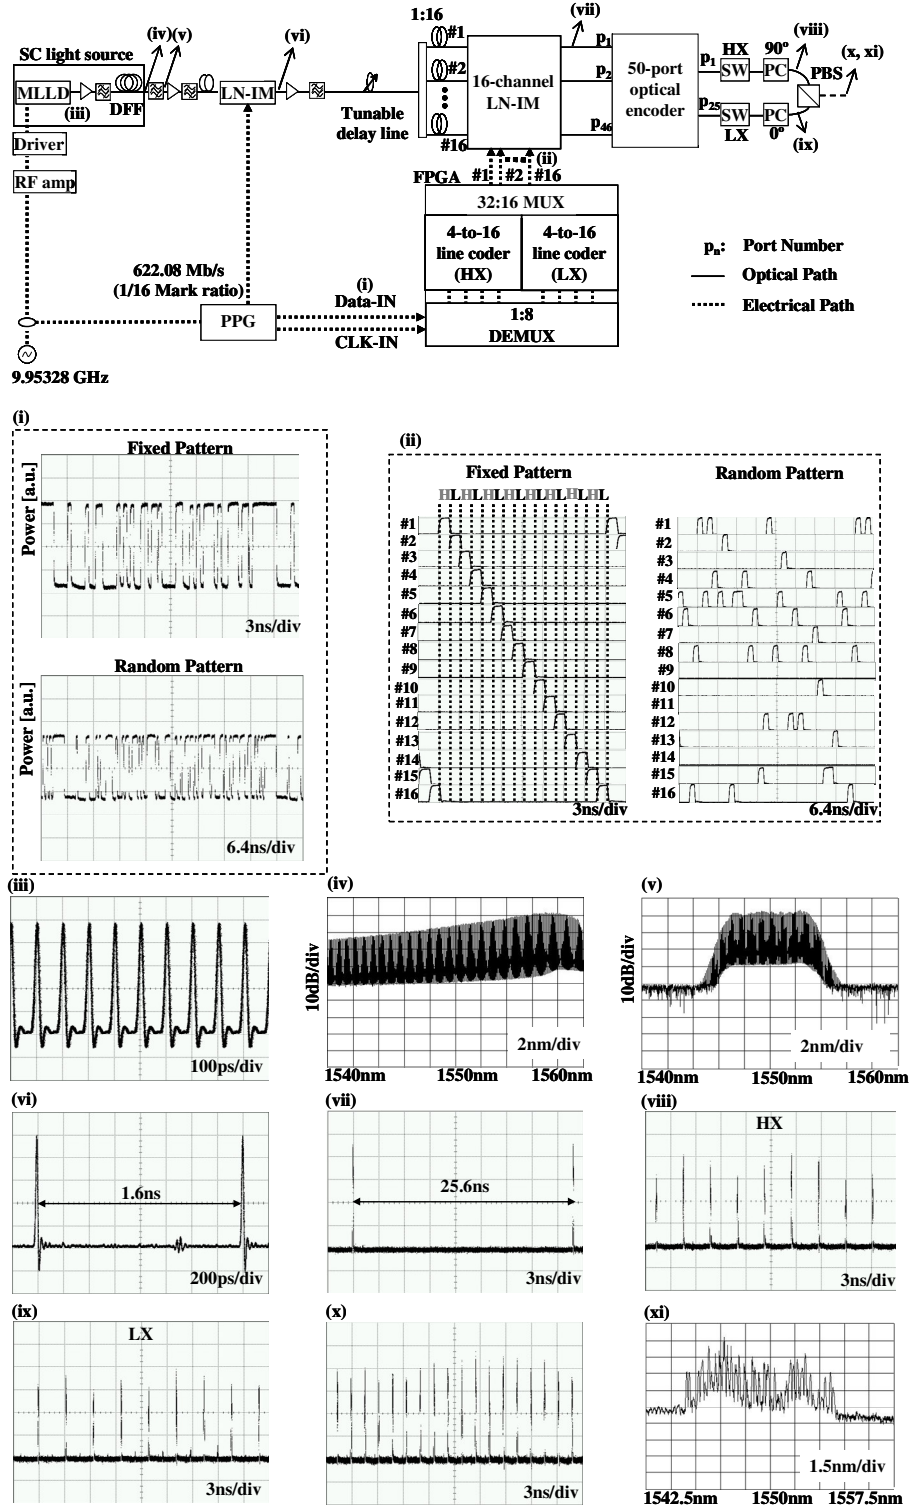 1:16
(iv)
(v)
(vi)
(vii)
(viii)
SC light source
#1
p1
HX
90º
MLLD
(iii)
DFF
LN-IM
Tunable
delay line
#2
#16
16-channel
LN-IM
p2
p46
50-port
optical
encoder
p1
SW
PC
PBS
(x, xi)
p25
SW
PC
LX
0º
(ix)
Driver
RF amp
(ii)
FPGA
#1
#2
#16
32:16 MUX
4-to-16
line coder
(HX)
4-to-16
line coder
(LX)
1:8
DEMUX
pn: Port Number
Optical Path
Electrical Path
622.08 Mb/s
(1/16 Mark ratio)
(i)
Data-IN
PPG
CLK-IN
9.95328 GHz
(i)
Fixed Pattern
Power [a.u.]
3ns/div
Random Pattern
Power [a.u.]
6.4ns/div
(ii)
Fixed Pattern
HLHLHLHLHLHLHLHL
#1
#2
#3
#4
#5
#6
#7
#8
#9
#10
#11
#12
#13
#14
#15
#16
3ns/div
Random Pattern
#1
#2
#3
#4
#5
#6
#7
#8
#9
#10
#11
#12
#13
#14
#15
#16
6.4ns/div
(iii)
100ps/div
(iv)
10dB/div
2nm/div
1540nm 1550nm 1560nm
(v)
10dB/div
2nm/div
1540nm 1550nm 1560nm
(vi)
1.6ns
200ps/div
(vii)
25.6ns
3ns/div
(viii)
HX
3ns/div
(ix)
LX
3ns/div
(x)
3ns/div
(xi)
1.5nm/div
1542.5nm 1550nm 1557.5nm